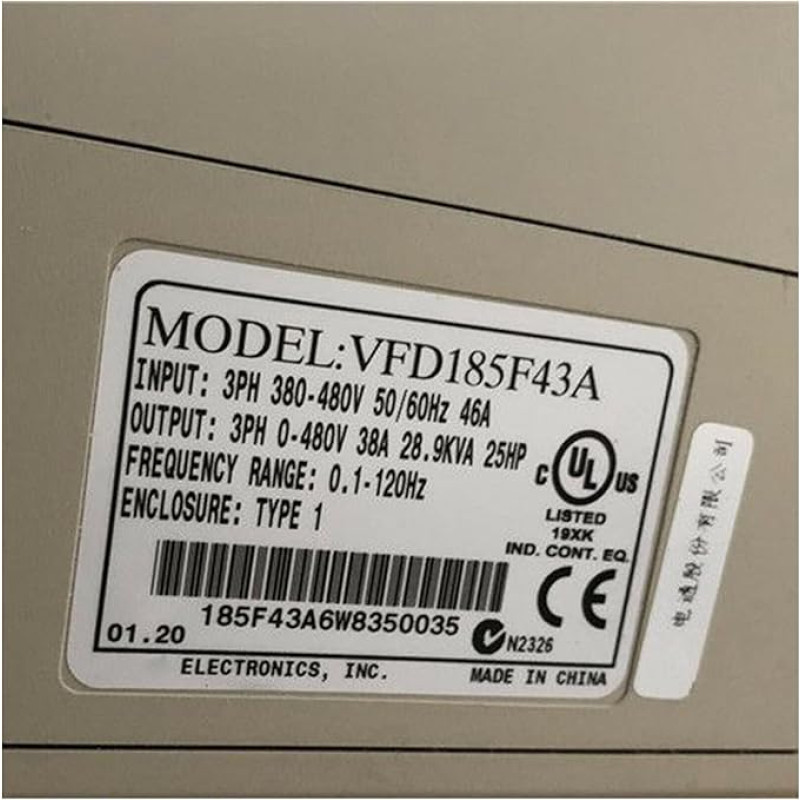 MODEL:VFD185F43A
INPUT: 3PH 380-480V 50/60Hz 46A
OUTPUT: 3PH 0-480V 38A 28.9KVA 25HP
FREQUENCY RANGE: 0.1-120Hz
ENCLOSURE: TYPE 1
C UL US
LISTED
19XK
IND. CONT. EQ.
CE
185F43A6W8350035
01.20
N2326
ELECTRONICS, INC.
MADE IN CHINA
电通股份有限公司